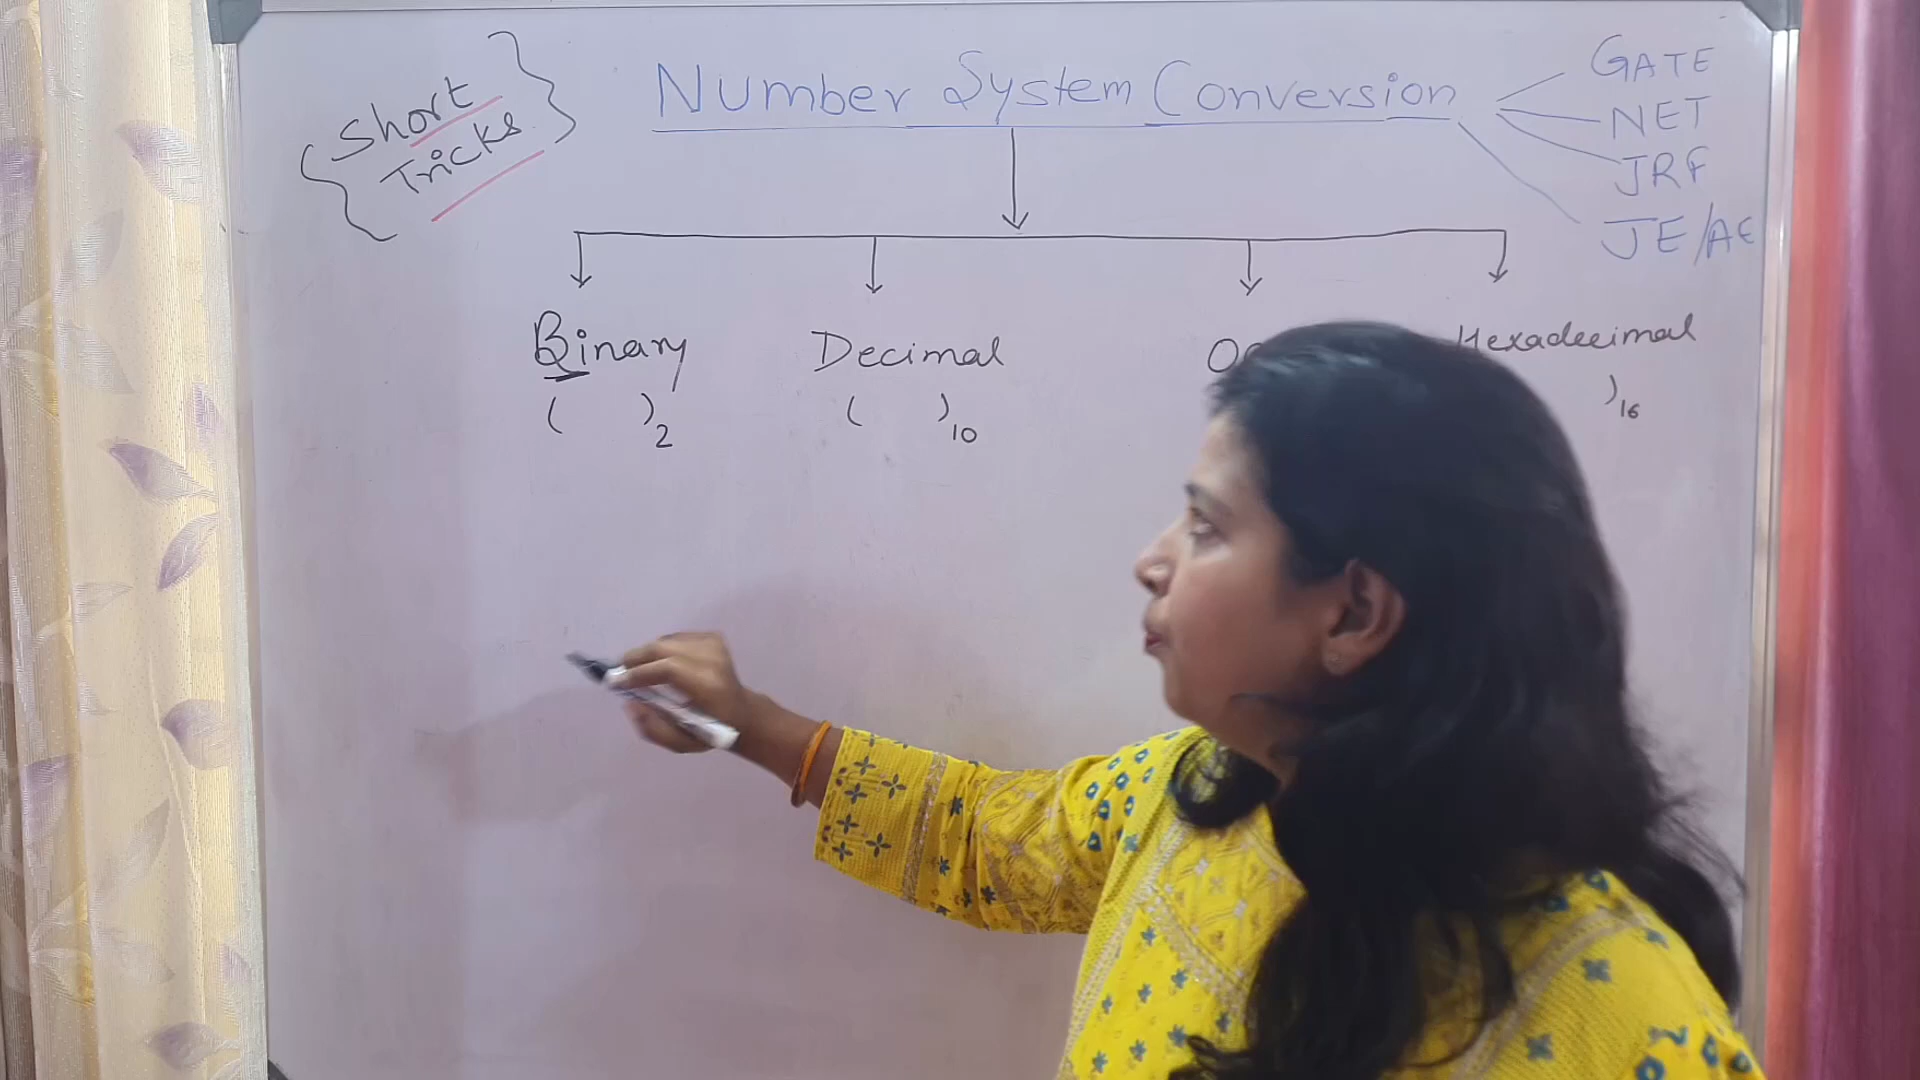 Short
Tricks
Number System Conversion
GATE
NET
JRF
JE/AE
Binary
Decimal
Hexadecimal
(    )2
(    )10
)16